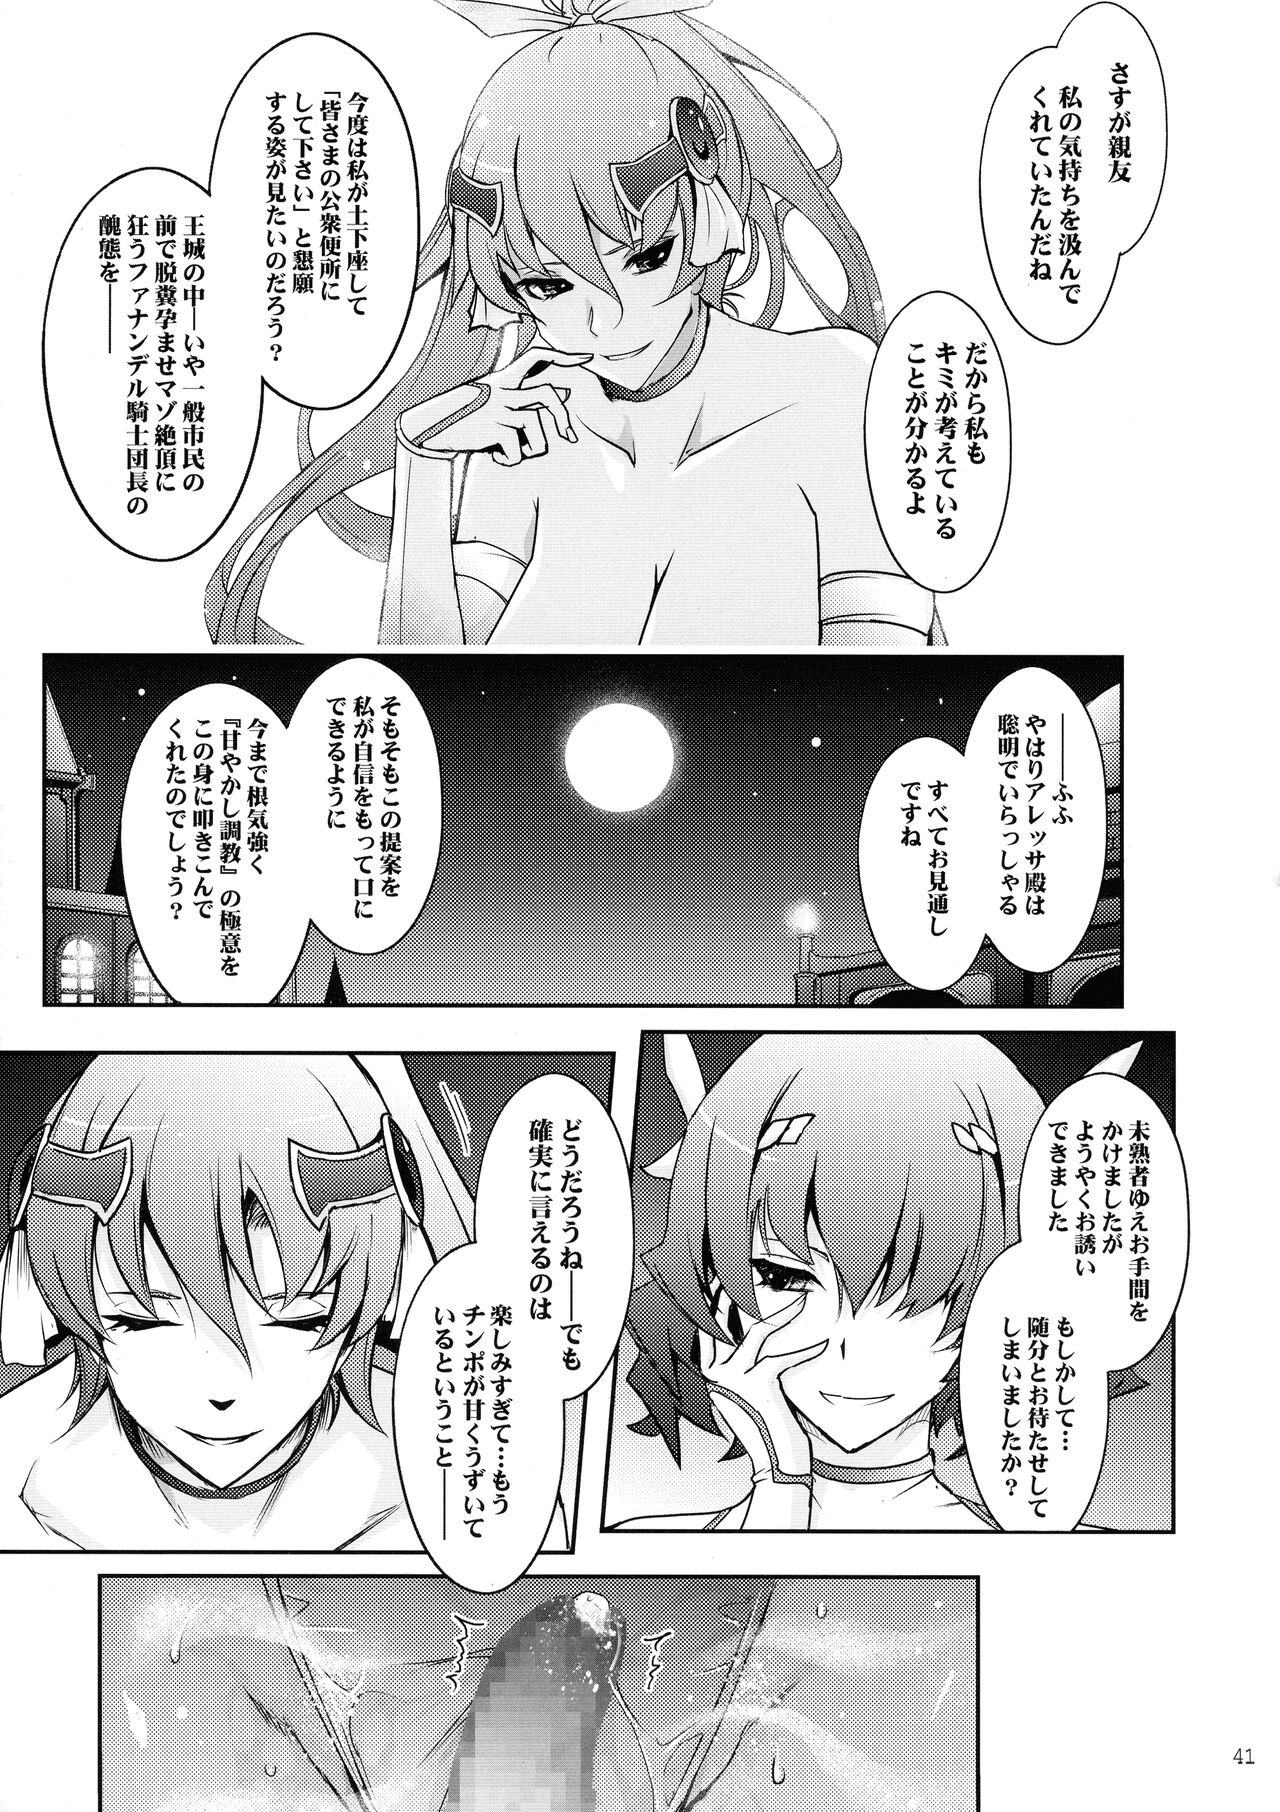 さすが親友
私の気持ちを汲んで
くれていたんだね
だから私も
キミが考えている
ことが分かるよ
今度は私が土下座して
「皆さまの公衆便所に
して下さい」と懇願
する姿が見たいのだろう？
王城の中―いや一般市民の
前で脱糞孕ませマゾ絶頂に
狂うファナンデル騎士団長の
醜態を――
――ふふ
やはりアレッサ殿は
聡明でいらっしゃる
すべてお見通し
ですね
そもそもこの提案を
私が自信をもって口に
できるように
今まで根気強く
『甘やかし調教』の極意を
この身に叩きこんで
くれたのでしょう？
未熟者ゆえお手間を
かけましたが
ようやくお誘い
できました
もしかして…
随分とお待たせして
しまいましたか？
どうだろうね――でも
確実に言えるのは
楽しみすぎて…もう
チンポが甘くうずいて
いるということ――
41